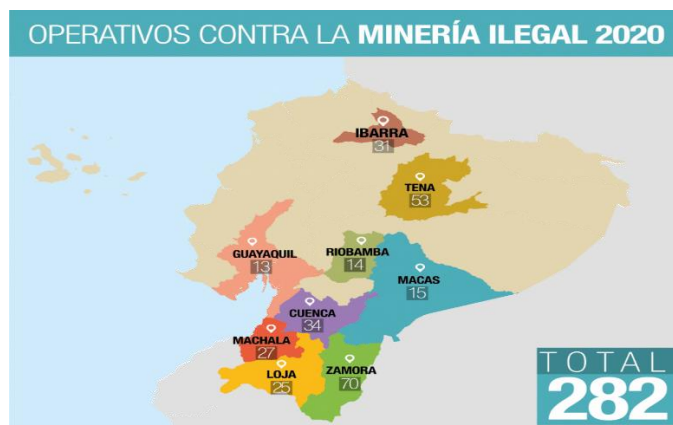 OPERATIVOS CONTRA LA MINERÍA ILEGAL 2020
IBARRA
31
TENA
53
GUAYAQUIL
13
RIOBAMBA
14
MACAS
15
CUENCA
34
MACHALA
27
LOJA
25
ZAMORA
70
TOTAL
282